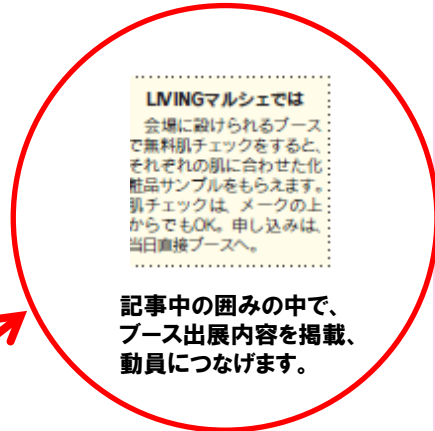 LIVINGマルシェでは
会場に設けられるブース
で無料肌チェックをすると、
それぞれの肌に合わせた化
粧品サンプルをもらえます。
肌チェックは、メークの上
からでもOK。申し込みは、
当日直接ブースへ。
記事中の囲みの中で、
ブース出展内容を掲載、
動員につなげます。